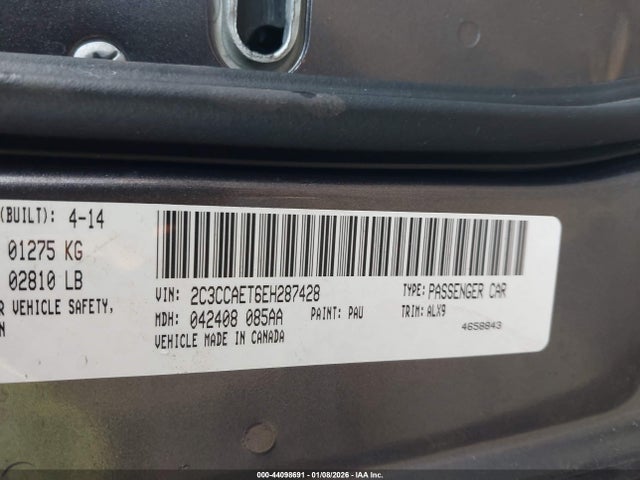 (BUILT): 4-14
01275 KG
02810 LB
R VEHICLE SAFETY,
N
VIN: 2C3CCAET6EH287428
TYPE: PASSENGER CAR
MDH: 042408 085AA
PAINT: PAU
TRIM: ALX9
VEHICLE MADE IN CANADA
4658843
000-44098691 - 01/08/2026 - IAA Inc.